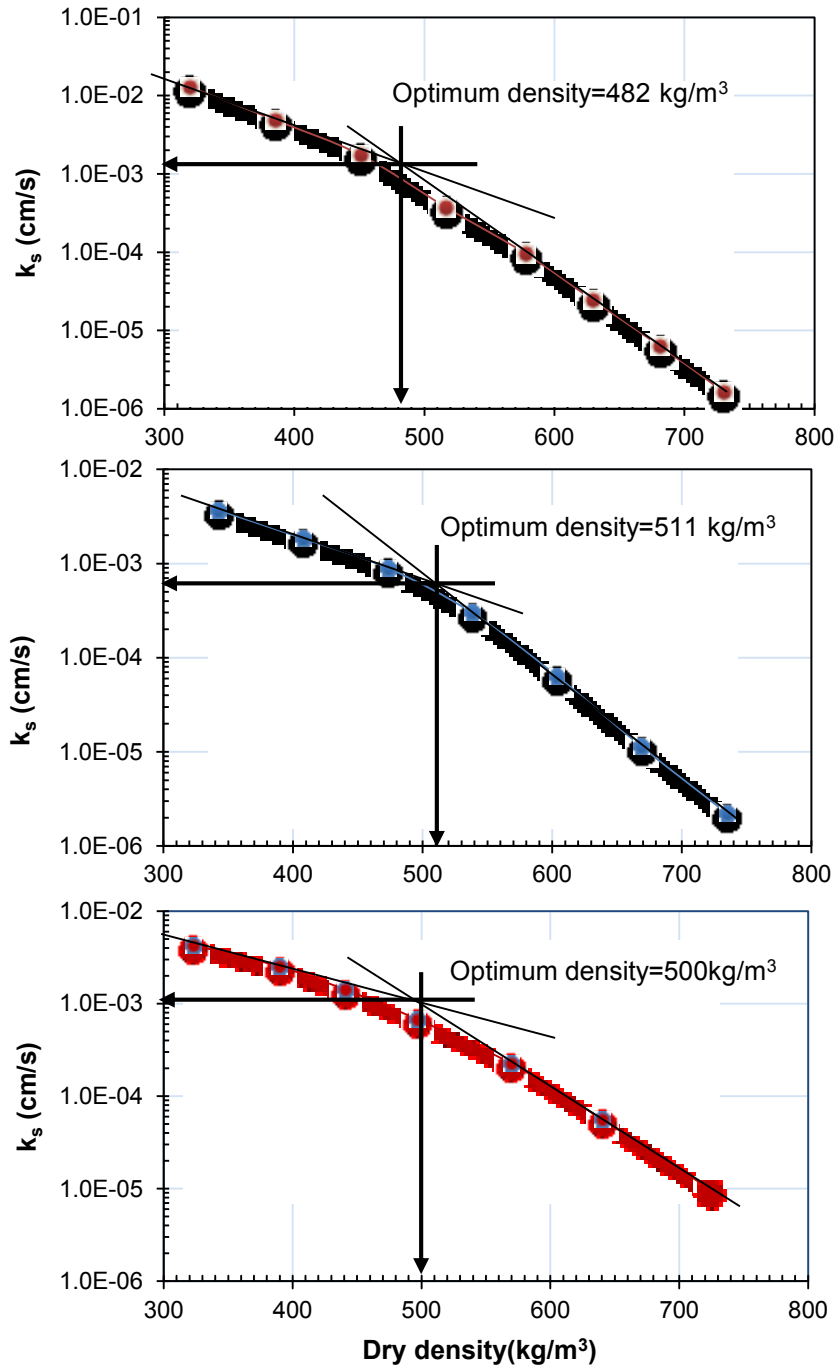 1.0E-01
1.0E-02
1.0E-03
1.0E-04
1.0E-05
1.0E-06
kₛ (cm/s)
Optimum density=482 kg/m³
300 400 500 600 700 800
1.0E-02
1.0E-03
1.0E-04
1.0E-05
1.0E-06
kₛ (cm/s)
Optimum density=511 kg/m³
300 400 500 600 700 800
1.0E-02
1.0E-03
1.0E-04
1.0E-05
1.0E-06
kₛ (cm/s)
Optimum density=500kg/m³
300 400 500 600 700 800
Dry density(kg/m³)